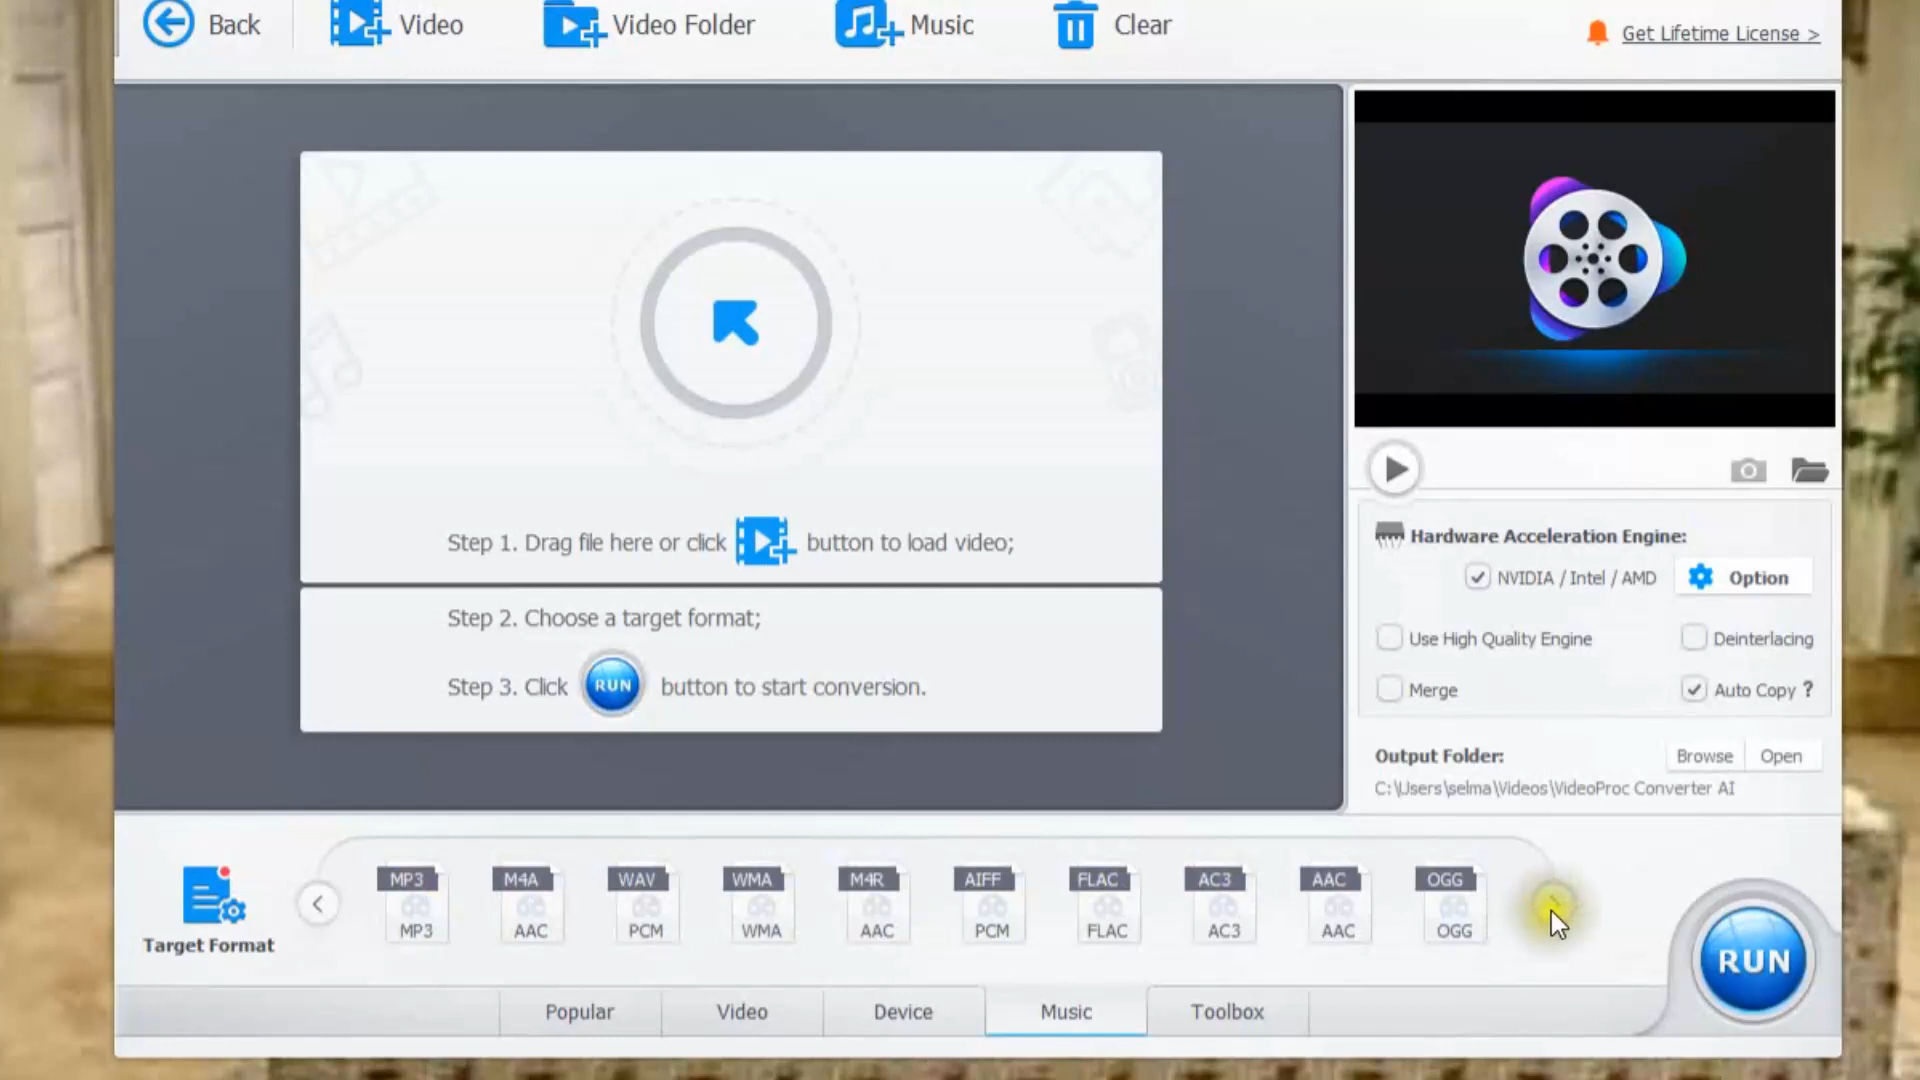 Back
Video
Video Folder
Music
Clear
Get Lifetime License >
Step 1. Drag file here or click button to load video;
Step 2. Choose a target format;
Step 3. Click RUN button to start conversion.
Hardware Acceleration Engine:
NVIDIA / Intel / AMD
Option
Use High Quality Engine
Deinterlacing
Merge
Auto Copy ?
Output Folder:
Browse
Open
C:\Users\selma\Videos\VideoProc Converter AI
Target Format
MP3
MP3
M4A
AAC
WAV
PCM
WMA
WMA
M4R
AAC
AIFF
PCM
FLAC
FLAC
AC3
AC3
AAC
AAC
OGG
OGG
RUN
Popular
Video
Device
Music
Toolbox